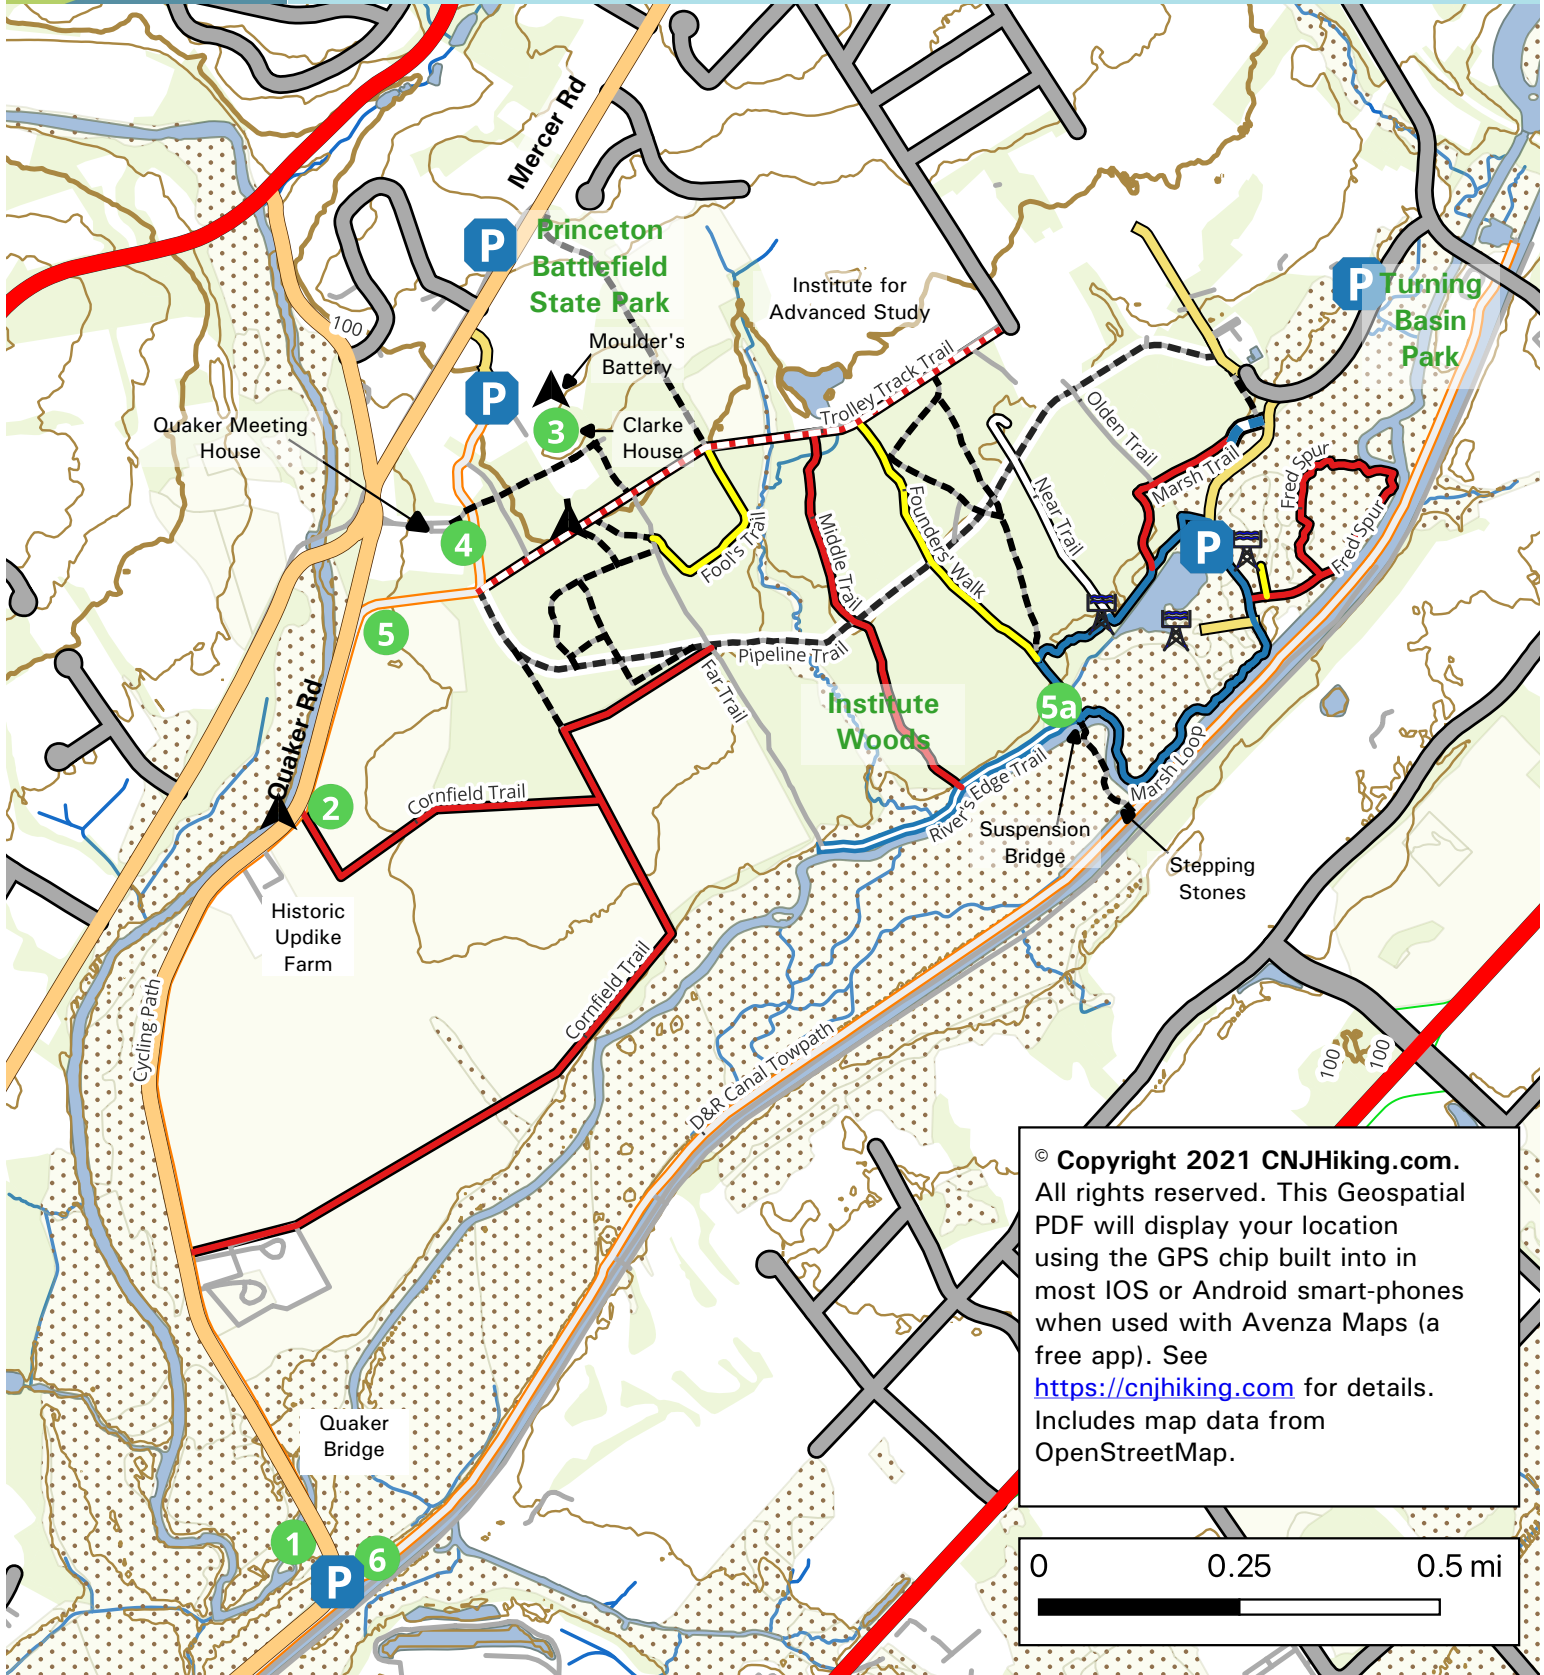 Mercer Rd
P
Princeton
Battlefield
State Park
Institute for
Advanced Study
P
Turning
Basin
Park
100
Moulder's
Battery
P
3
Clarke
House
Quaker Meeting
House
Trolley Track Trail
Olden Trail
Marsh Trail
Fred Spur
Fred Spur
Near Trail
Founders' Walk
Middle Trail
Fool's Trail
4
P
5
Pipeline Trail
Far Trail
Institute
Woods
5a
Quaker Rd
2
Cornfield Trail
River's Edge Trail
Marsh Loop
Suspension
Bridge
Stepping
Stones
Historic
Updike
Farm
Cycling Path
Cornfield Trail
D&R Canal Towpath
100
100
© Copyright 2021 CNJHiking.com.
All rights reserved. This Geospatial
PDF will display your location
using the GPS chip built into in
most IOS or Android smart-phones
when used with Avenza Maps (a
free app). See
https://cnjhiking.com for details.
Includes map data from
OpenStreetMap.
Quaker
Bridge
1
6
P
0 0.25 0.5 mi